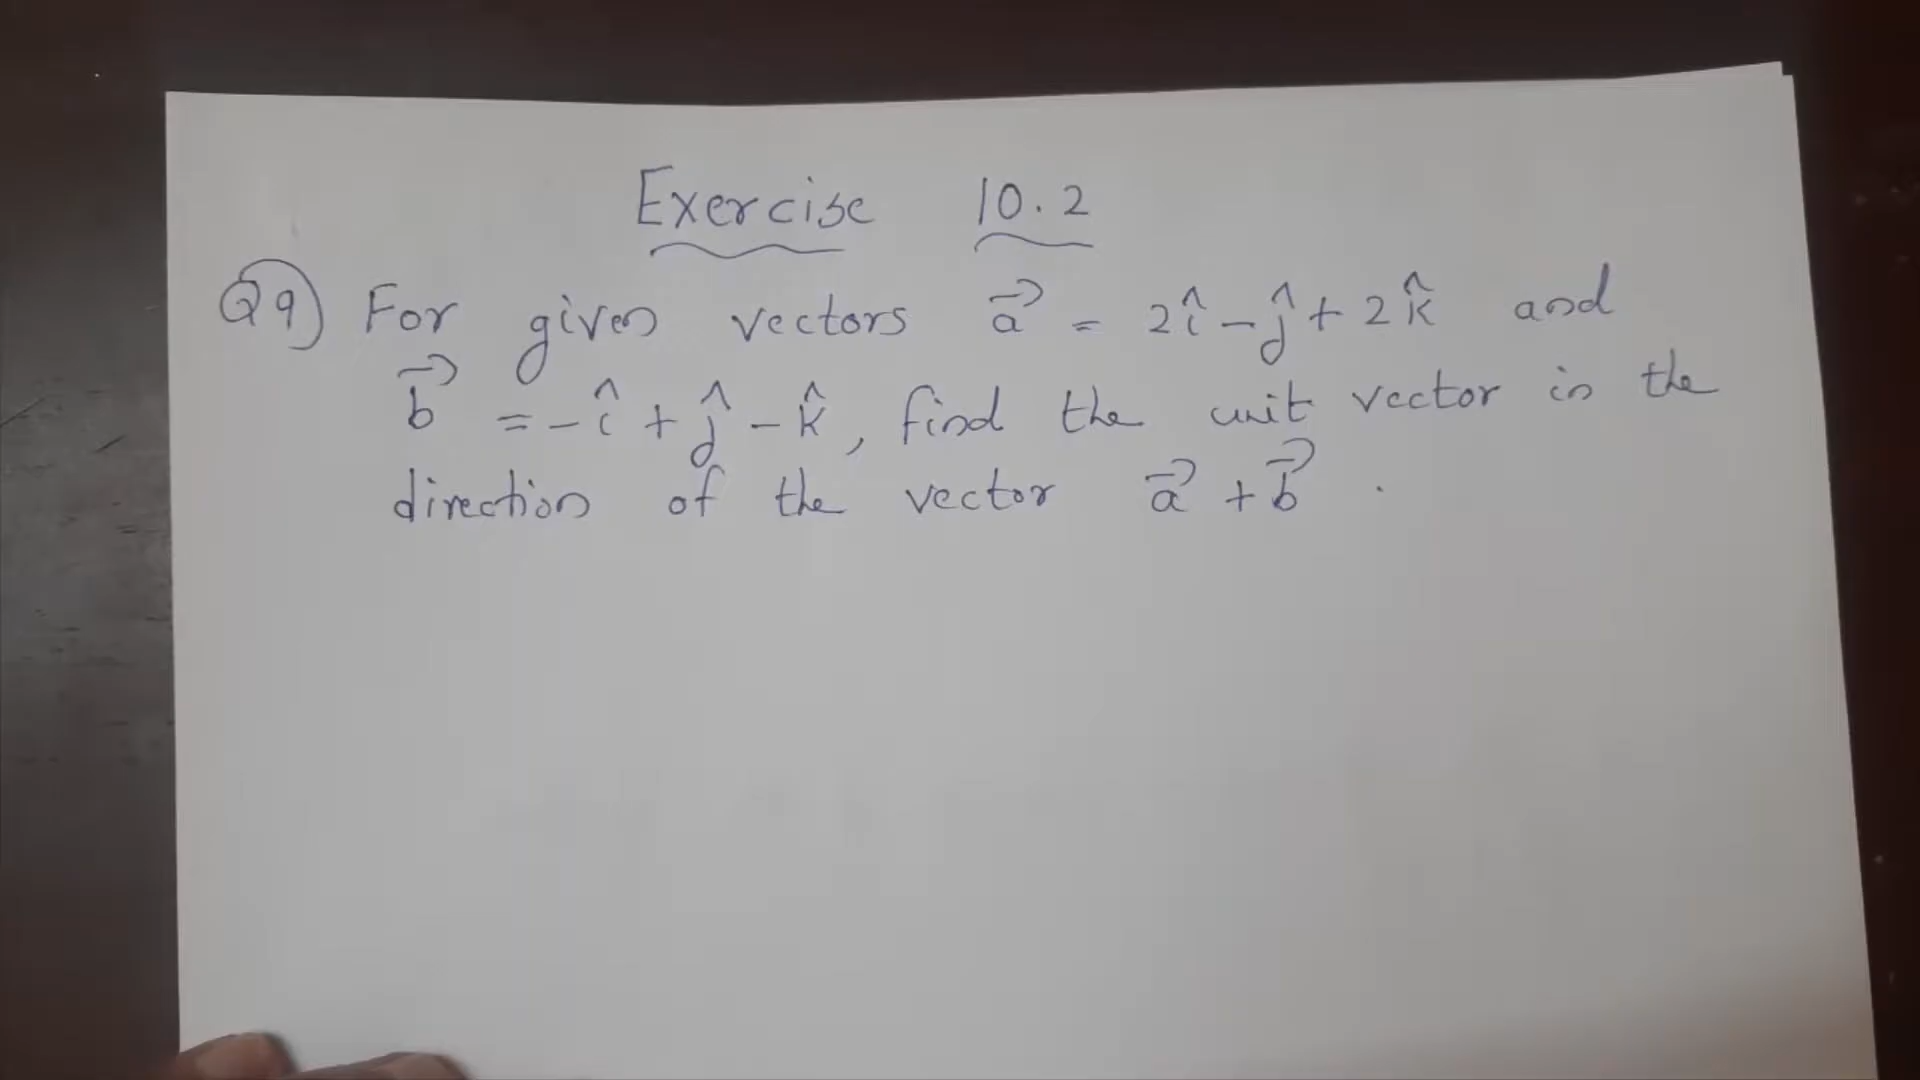 Exercise 10.2
Q9) For given vectors a⃗ = 2î - ĵ + 2k̂ and
b⃗ = - î + ĵ - k̂, find the unit vector in the
direction of the vector a⃗ + b⃗ .